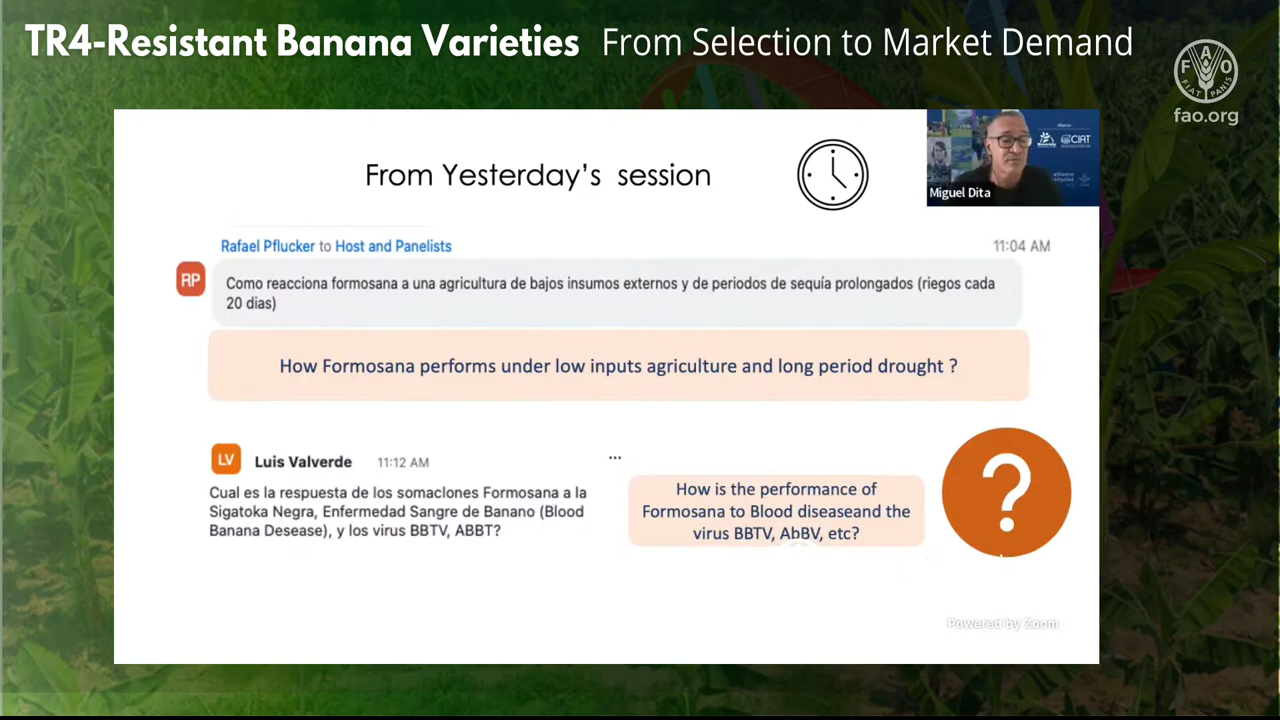 TR4-Resistant Banana Varieties From Selection to Market Demand
F A O
FIAT PANIS
fao.org
From Yesterday's session
Alianza
CIAT
Miguel Dita
Rafael Pflucker to Host and Panelists
11:04 AM
RP
Como reacciona formosana a una agricultura de bajos insumos externos y de periodos de sequía prolongados (riegos cada
20 dias)
How Formosana performs under low inputs agriculture and long period drought ?
LV
Luis Valverde 11:12 AM
...
Cual es la respuesta de los somaclones Formosana a la
Sigatoka Negra, Enfermedad Sangre de Banano (Blood
Banana Desease), y los virus BBTV, ABBT?
How is the performance of
Formosana to Blood diseaseand the
virus BBTV, AbBV, etc?
?
Powered by Zoom